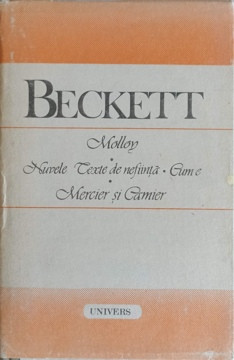 BECKETT
Molloy
Nuvele Texte de neființă • Cum e
Mercier și Camier
UNIVERS